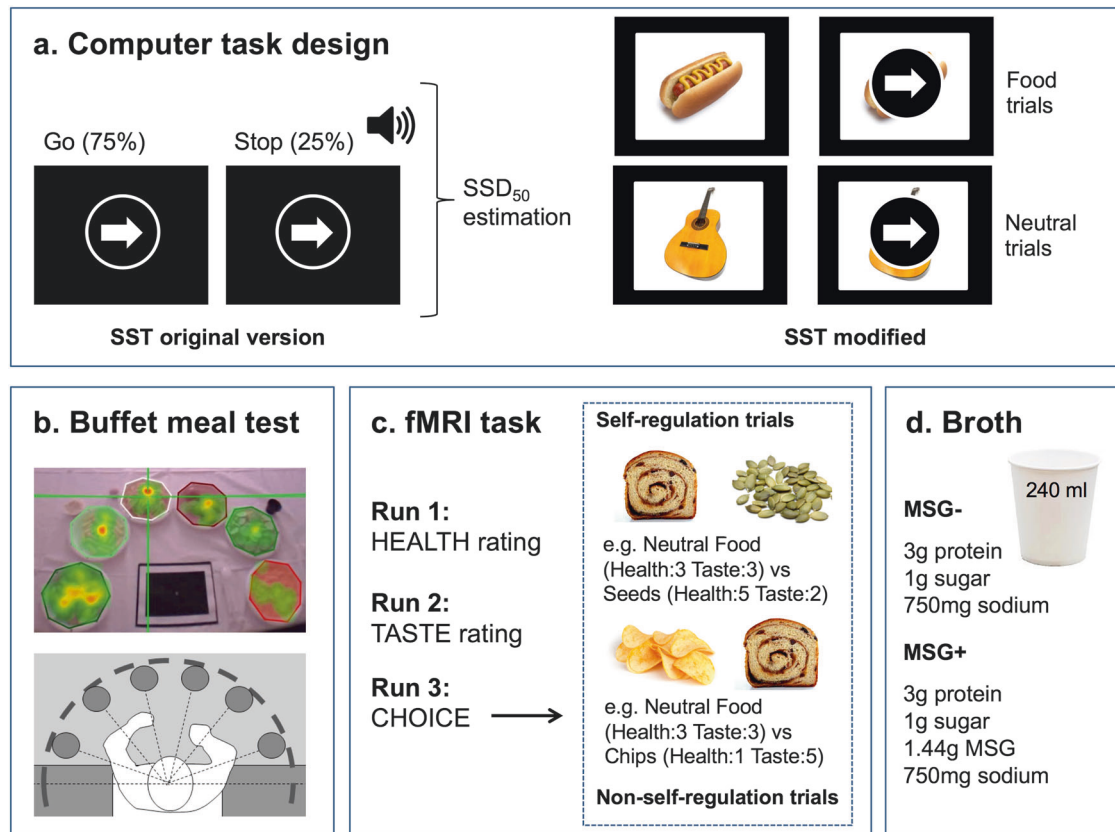 a. Computer task design
Go (75%)
Stop (25%)
SSD50
estimation
SST original version
Food
trials
Neutral
trials
SST modified
b. Buffet meal test
c. fMRI task
Run 1:
HEALTH rating
Run 2:
TASTE rating
Run 3:
CHOICE
Self-regulation trials
e.g. Neutral Food
(Health:3 Taste:3) vs
Seeds (Health:5 Taste:2)
e.g. Neutral Food
(Health:3 Taste:3) vs
Chips (Health:1 Taste:5)
Non-self-regulation trials
d. Broth
240 ml
MSG-
3g protein
1g sugar
750mg sodium
MSG+
3g protein
1g sugar
1.44g MSG
750mg sodium